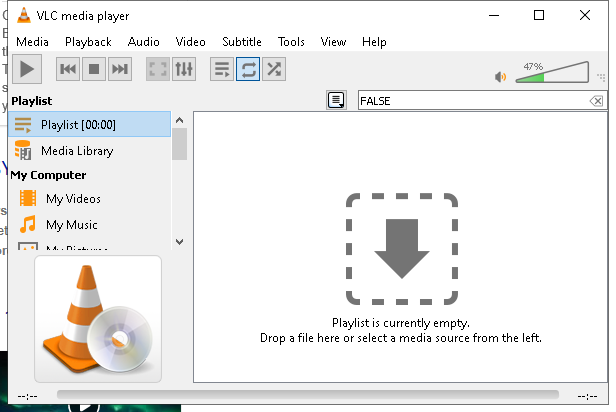 VLC media player
Media Playback Audio Video Subtitle Tools View Help
47%
Playlist
FALSE
Playlist [00:00]
Media Library
My Computer
My Videos
My Music
My Pictures
Playlist is currently empty.
Drop a file here or select a media source from the left.
--:-- --:--